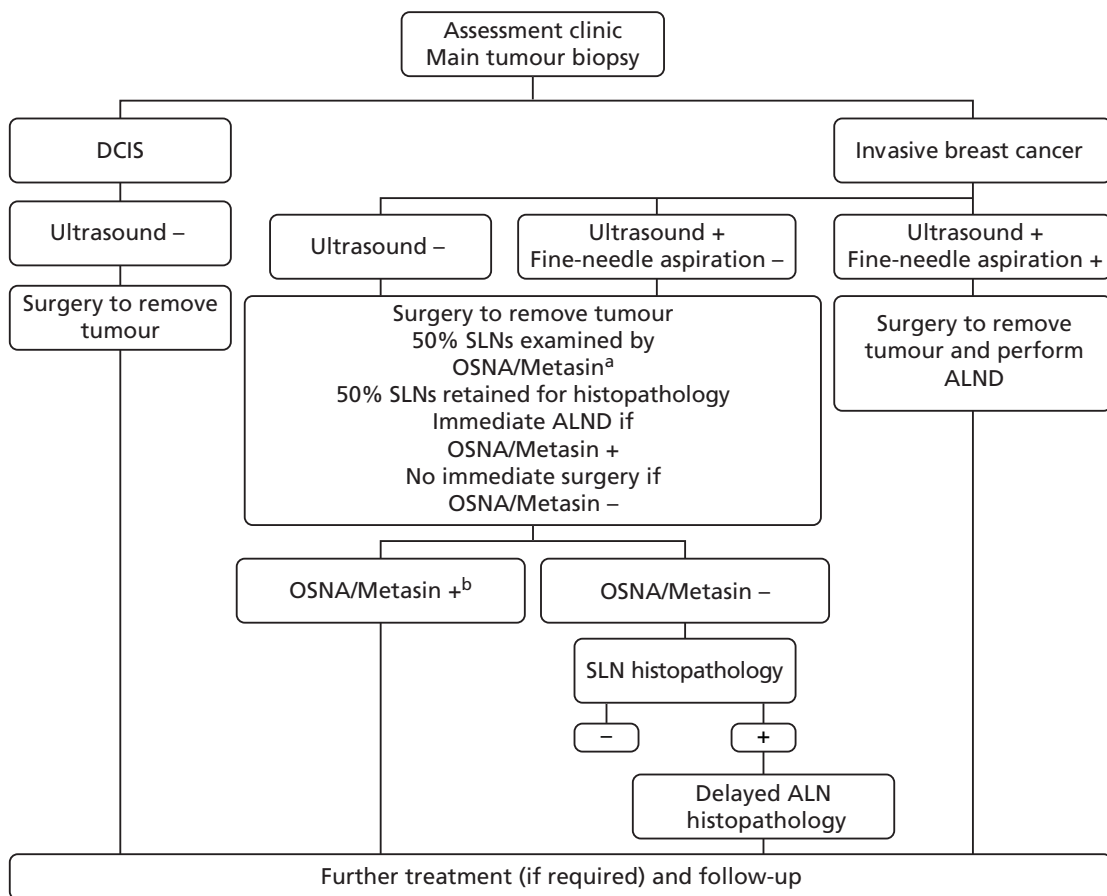 Assessment clinic
Main tumour biopsy
DCIS
Invasive breast cancer
Ultrasound –
Ultrasound –
Ultrasound +
Fine-needle aspiration –
Ultrasound +
Fine-needle aspiration +
Surgery to remove
tumour
Surgery to remove tumour
50% SLNs examined by
OSNA/Metasinᵃ
50% SLNs retained for histopathology
Immediate ALND if
OSNA/Metasin +
No immediate surgery if
OSNA/Metasin –
Surgery to remove
tumour and perform
ALND
OSNA/Metasin +ᵇ
OSNA/Metasin –
SLN histopathology
–
+
Delayed ALN
histopathology
Further treatment (if required) and follow-up